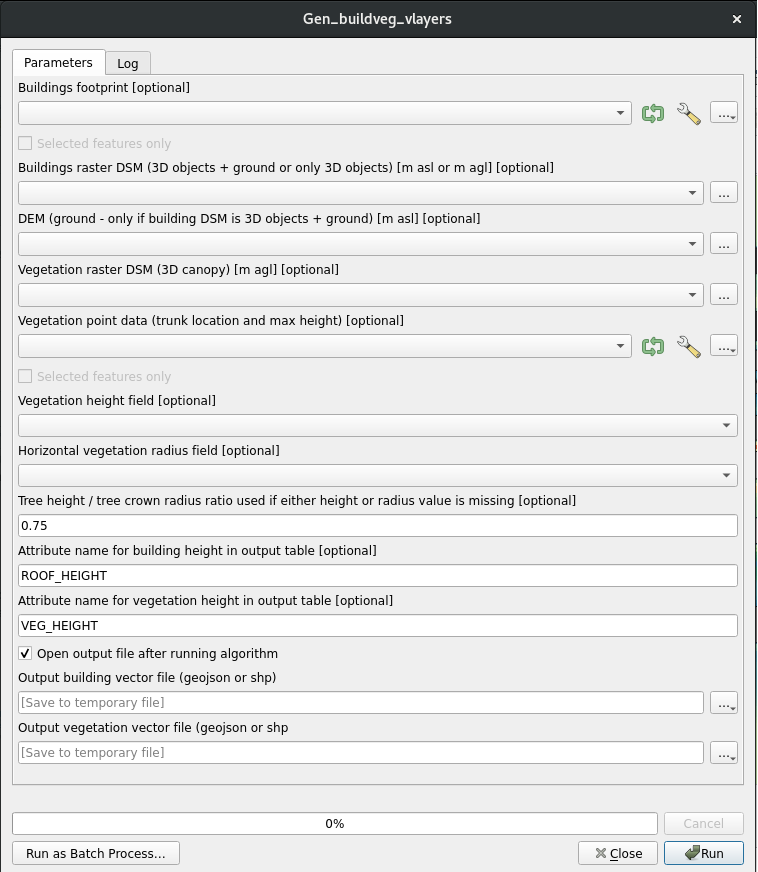 Gen_buildveg_vlayers
Parameters
Log
Buildings footprint [optional]
...
Selected features only
Buildings raster DSM (3D objects + ground or only 3D objects) [m asl or m agl] [optional]
...
DEM (ground - only if building DSM is 3D objects + ground) [m asl] [optional]
...
Vegetation raster DSM (3D canopy) [m agl] [optional]
...
Vegetation point data (trunk location and max height) [optional]
...
Selected features only
Vegetation height field [optional]
Horizontal vegetation radius field [optional]
Tree height / tree crown radius ratio used if either height or radius value is missing [optional]
0.75
Attribute name for building height in output table [optional]
ROOF_HEIGHT
Attribute name for vegetation height in output table [optional]
VEG_HEIGHT
Open output file after running algorithm
Output building vector file (geojson or shp)
[Save to temporary file] ...
Output vegetation vector file (geojson or shp
[Save to temporary file] ...
0% Cancel
Run as Batch Process... Close Run